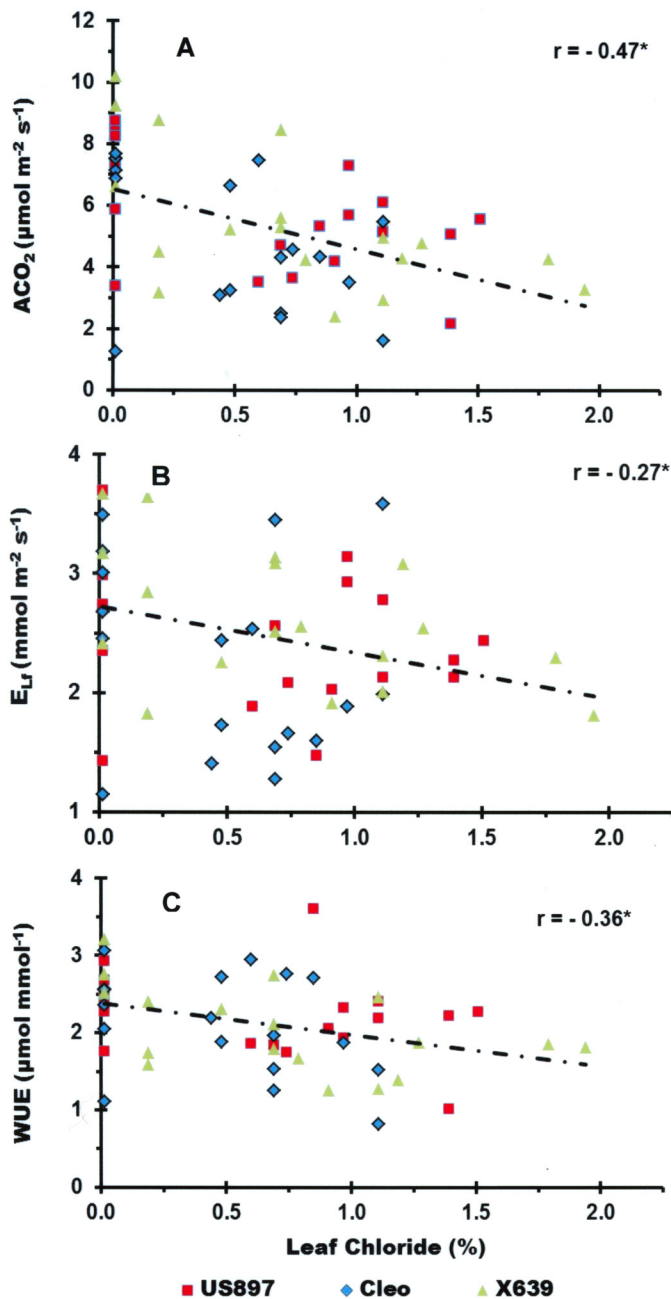 A
r = - 0.47*
ACO₂ (µmol m⁻² s⁻¹)
12
10
8
6
4
2
0
0.0 0.5 1.0 1.5 2.0
B
r = - 0.27*
E_Lf (mmol m⁻² s⁻¹)
4
3
2
1
0.0 0.5 1.0 1.5 2.0
C
r = - 0.36*
WUE (µmol mmol⁻¹)
4
3
2
1
0
0.0 0.5 1.0 1.5 2.0
Leaf Chloride (%)
US897 Cleo X639